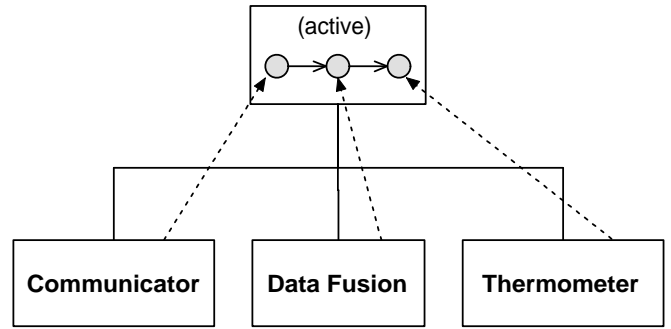 (active)
Communicator
Data Fusion
Thermometer